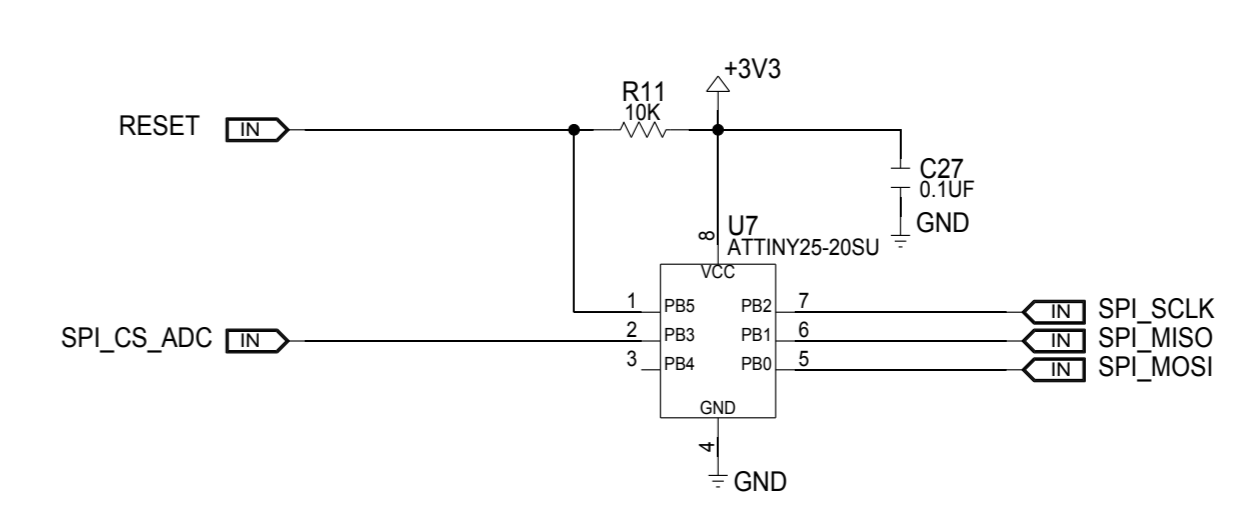 +3V3
R11
10K
RESET
IN
C27
0.1UF
GND
U7
ATTINY25-20SU
8
VCC
1
PB5
PB2
7
IN
SPI_SCLK
SPI_CS_ADC
IN
2
PB3
PB1
6
IN
SPI_MISO
3
PB4
PB0
5
IN
SPI_MOSI
GND
4
GND